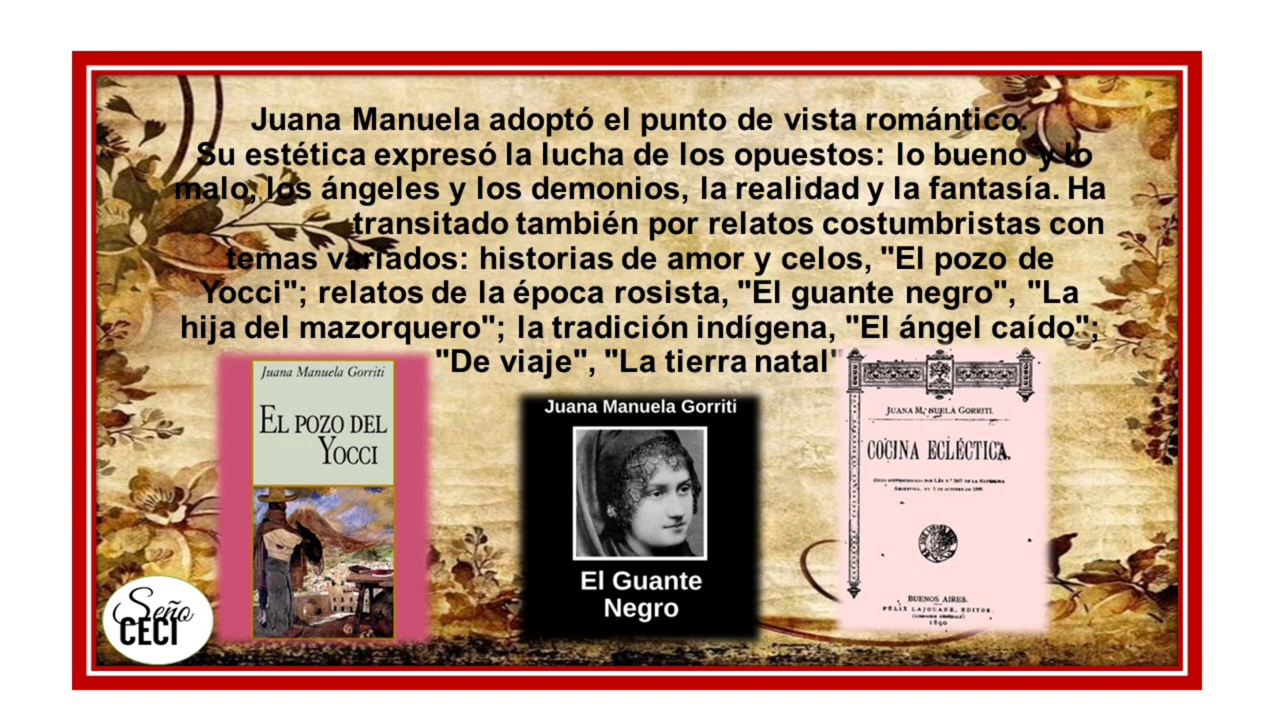 Juana Manuela adoptó el punto de vista romántico.
Su estética expresó la lucha de los opuestos: lo bueno y lo
malo, los ángeles y los demonios, la realidad y la fantasía. Ha
transitado también por relatos costumbristas con
temas variados: historias de amor y celos, "El pozo de
Yocci"; relatos de la época rosista, "El guante negro", "La
hija del mazorquero"; la tradición indígena, "El ángel caído";
"De viaje", "La tierra natal"
Juana Manuela Gorriti
EL POZO DEL
YOCCI
Juana Manuela Gorriti
El Guante
Negro
JUANA MANUELA GORRITI.
COCINA ECLÉCTICA.
BUENOS AIRES.
FÉLIX LAJOUANE, EDITOR.
1890
Seño
CECI